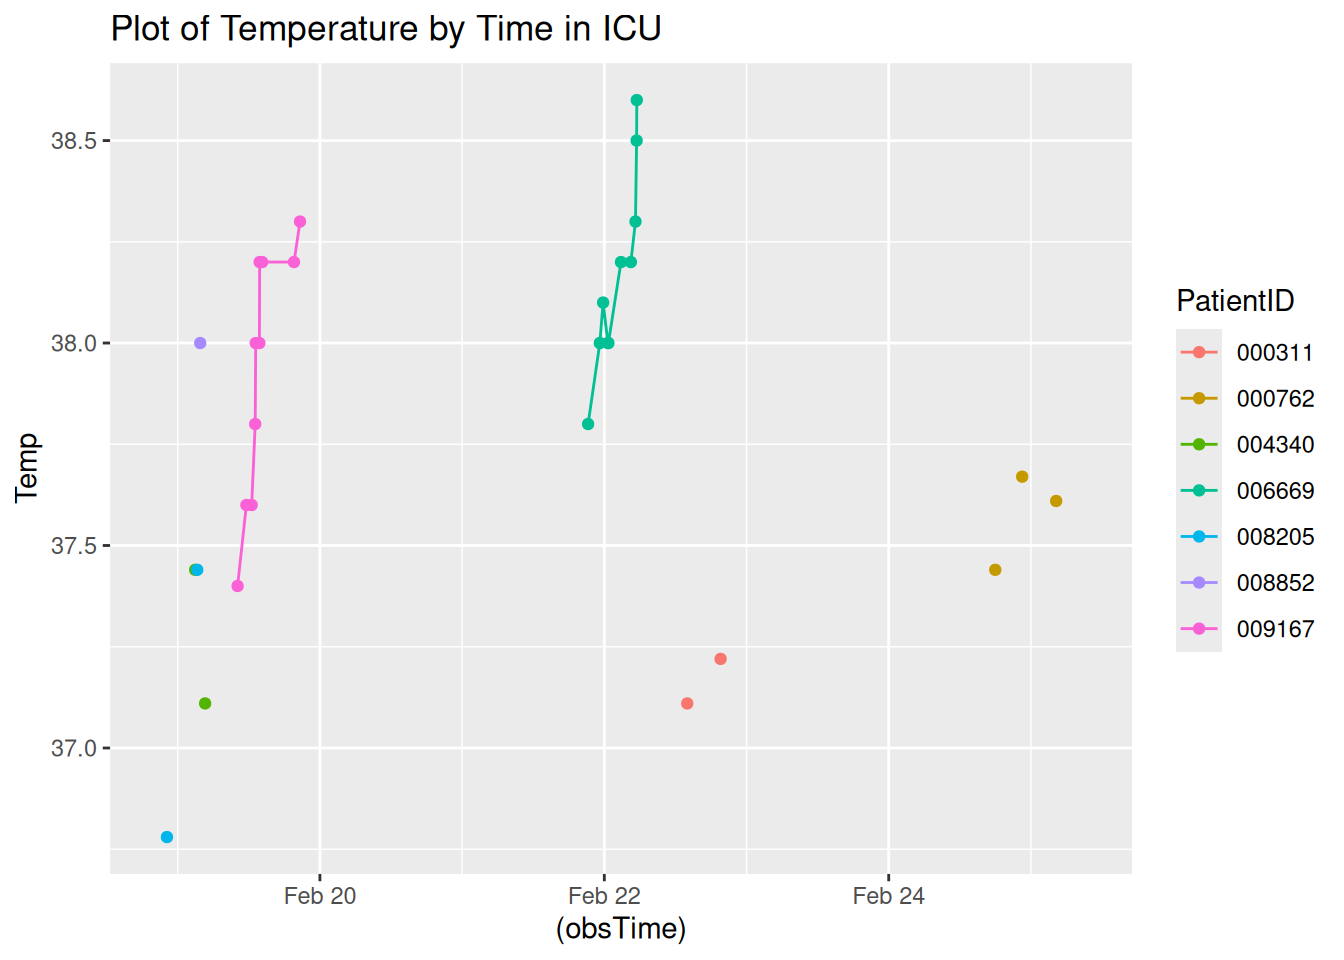 Plot of Temperature by Time in ICU
38.5
38.0
37.5
37.0
Temp
Feb 20
Feb 22
Feb 24
(obsTime)
PatientID
000311
000762
004340
006669
008205
008852
009167